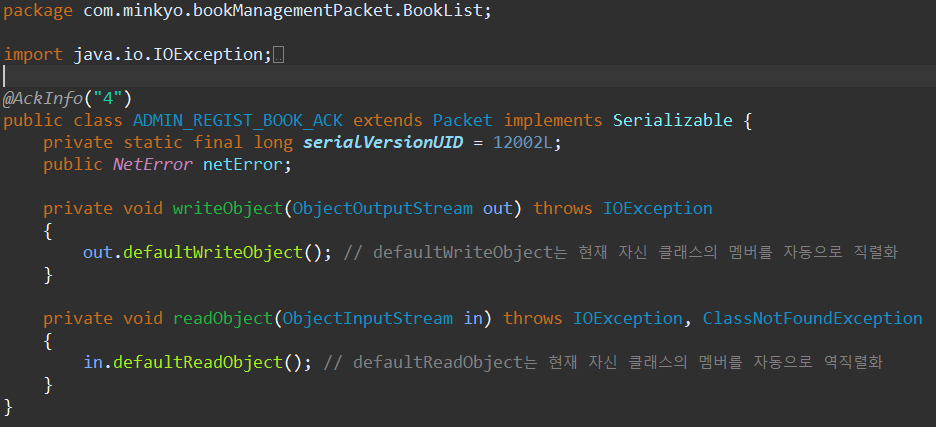 package com.minkyo.bookManagementPacket.BookList;
import java.io.IOException;
@AckInfo("4")
public class ADMIN_REGIST_BOOK_ACK extends Packet implements Serializable {
    private static final long serialVersionUID = 12002L;
    public NetError netError;
    private void writeObject(ObjectOutputStream out) throws IOException
    {
        out.defaultWriteObject(); // defaultWriteObject는 현재 자신 클래스의 멤버를 자동으로 직렬화
    }
    private void readObject(ObjectInputStream in) throws IOException, ClassNotFoundException
    {
        in.defaultReadObject(); // defaultReadObject는 현재 자신 클래스의 멤버를 자동으로 역직렬화
    }
}